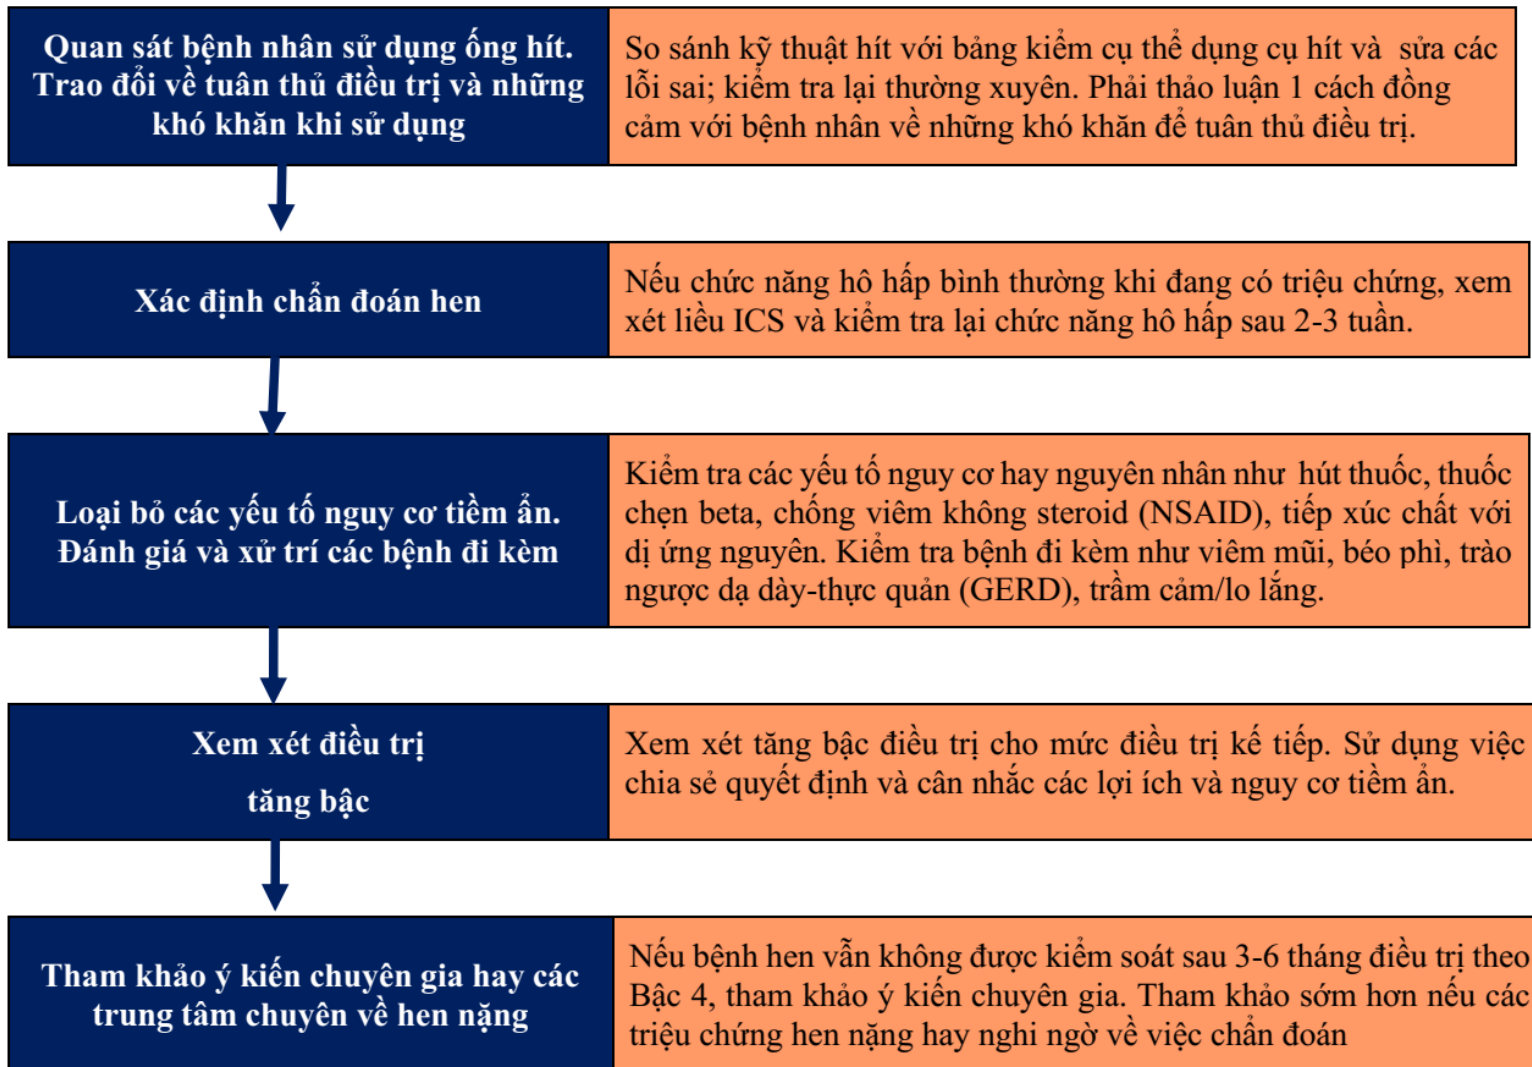 Quan sát bệnh nhân sử dụng ống hít.
Trao đổi về tuân thủ điều trị và những
khó khăn khi sử dụng
So sánh kỹ thuật hít với bảng kiểm cụ thể dụng cụ hít và sửa các
lỗi sai; kiểm tra lại thường xuyên. Phải thảo luận 1 cách đồng
cảm với bệnh nhân về những khó khăn để tuân thủ điều trị.
Xác định chẩn đoán hen
Nếu chức năng hô hấp bình thường khi đang có triệu chứng, xem
xét liều ICS và kiểm tra lại chức năng hô hấp sau 2-3 tuần.
Loại bỏ các yếu tố nguy cơ tiềm ẩn.
Đánh giá và xử trí các bệnh đi kèm
Kiểm tra các yếu tố nguy cơ hay nguyên nhân như hút thuốc, thuốc
chẹn beta, chống viêm không steroid (NSAID), tiếp xúc chất với
dị ứng nguyên. Kiểm tra bệnh đi kèm như viêm mũi, béo phì, trào
ngược dạ dày-thực quản (GERD), trầm cảm/lo lắng.
Xem xét điều trị
tăng bậc
Xem xét tăng bậc điều trị cho mức điều trị kế tiếp. Sử dụng việc
chia sẻ quyết định và cân nhắc các lợi ích và nguy cơ tiềm ẩn.
Tham khảo ý kiến chuyên gia hay các
trung tâm chuyên về hen nặng
Nếu bệnh hen vẫn không được kiểm soát sau 3-6 tháng điều trị theo
Bậc 4, tham khảo ý kiến chuyên gia. Tham khảo sớm hơn nếu các
triệu chứng hen nặng hay nghi ngờ về việc chẩn đoán